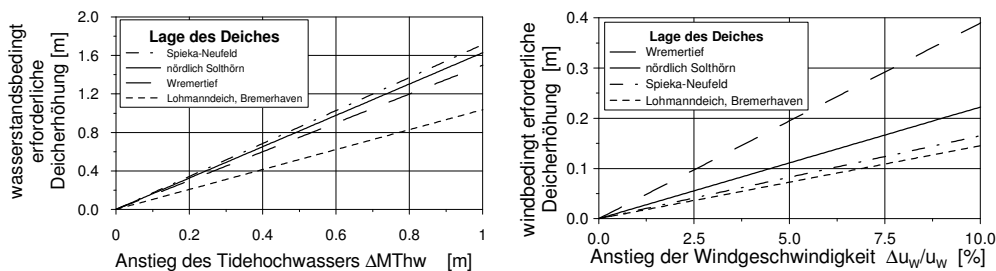 wasserstandsbedingt
erforderliche
Deicherhöhung [m]
2.0
1.6
1.2
0.8
0.4
0.0
Lage des Deiches
Spieka-Neufeld
nördlich Solthörn
Wremertief
Lohmanndeich, Bremerhaven
0 0.2 0.4 0.6 0.8 1
Anstieg des Tidehochwassers ΔMThw [m]
windbedingt erforderliche
Deicherhöhung [m]
0.4
0.3
0.2
0.1
0.0
Lage des Deiches
Wremertief
nördlich Solthörn
Spieka-Neufeld
Lohmanndeich, Bremerhaven
0.0 2.5 5.0 7.5 10.0
Anstieg der Windgeschwindigkeit Δu_W/u_W [%]